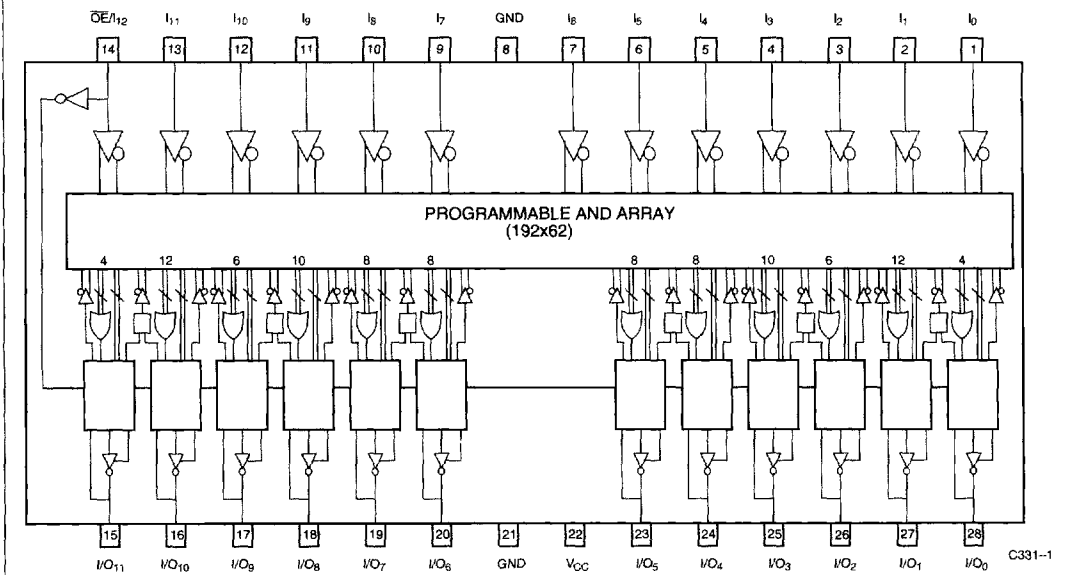 OE/I12 I11 I10 I9 I8 I7 GND I6 I5 I4 I3 I2 I1 I0
14 13 12 11 10 9 8 7 6 5 4 3 2 1
PROGRAMMABLE AND ARRAY
(192x62)
4 12 6 10 8 8 8 8 10 6 12 4
15 16 17 18 19 20 21 22 23 24 25 26 27 28
I/O11 I/O10 I/O9 I/O8 I/O7 I/O6 GND VCC I/O5 I/O4 I/O3 I/O2 I/O1 I/O0
C331--1